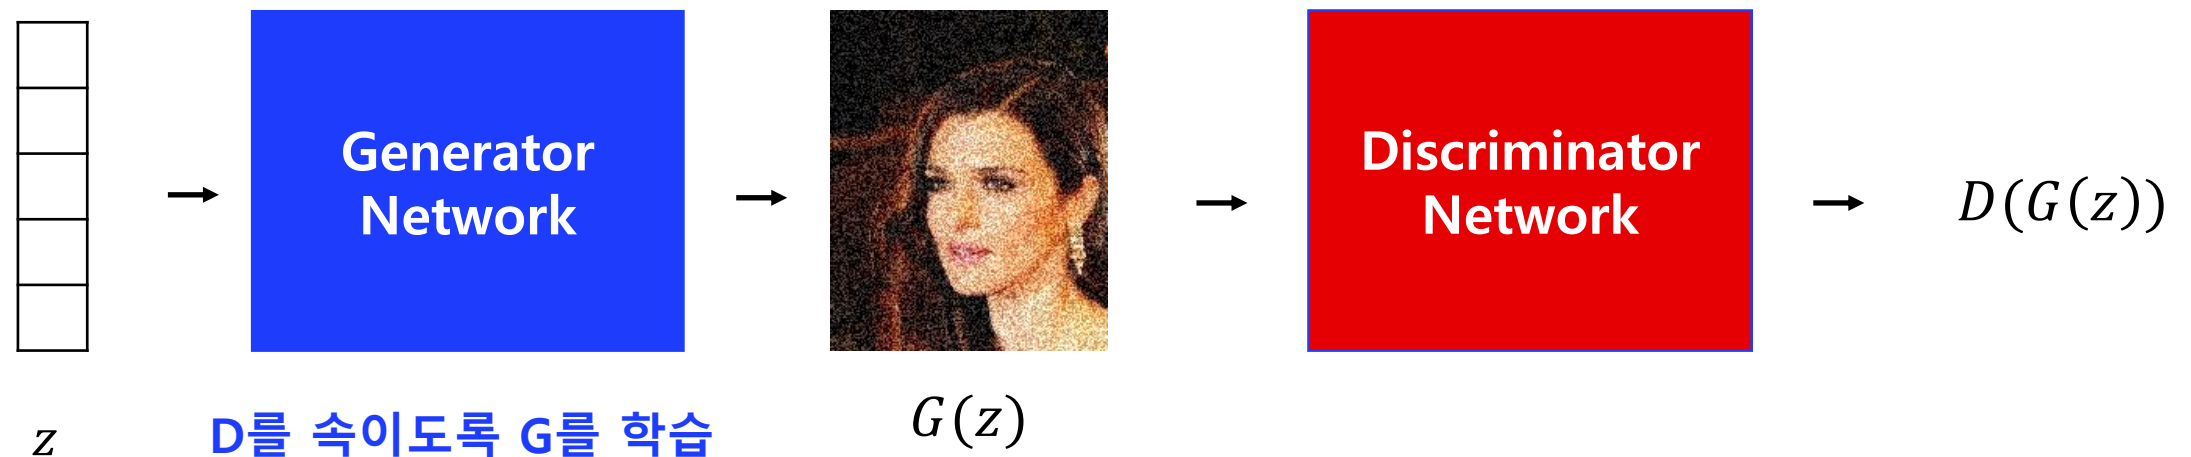 Generator
Network
Discriminator
Network
D(G(z))
z
D를 속이도록 G를 학습
G(z)